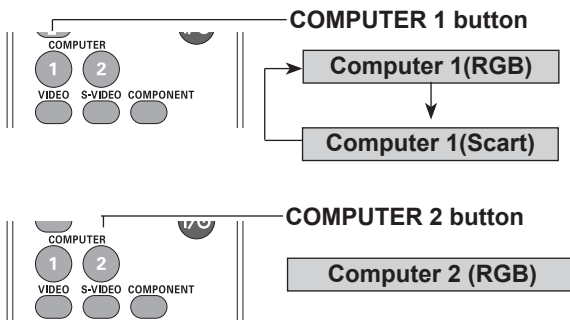 COMPUTER 1 button
COMPUTER
1 2
VIDEO S-VIDEO COMPONENT
Computer 1(RGB)
Computer 1(Scart)
COMPUTER 2 button
COMPUTER
1 2
VIDEO S-VIDEO COMPONENT
Computer 2 (RGB)